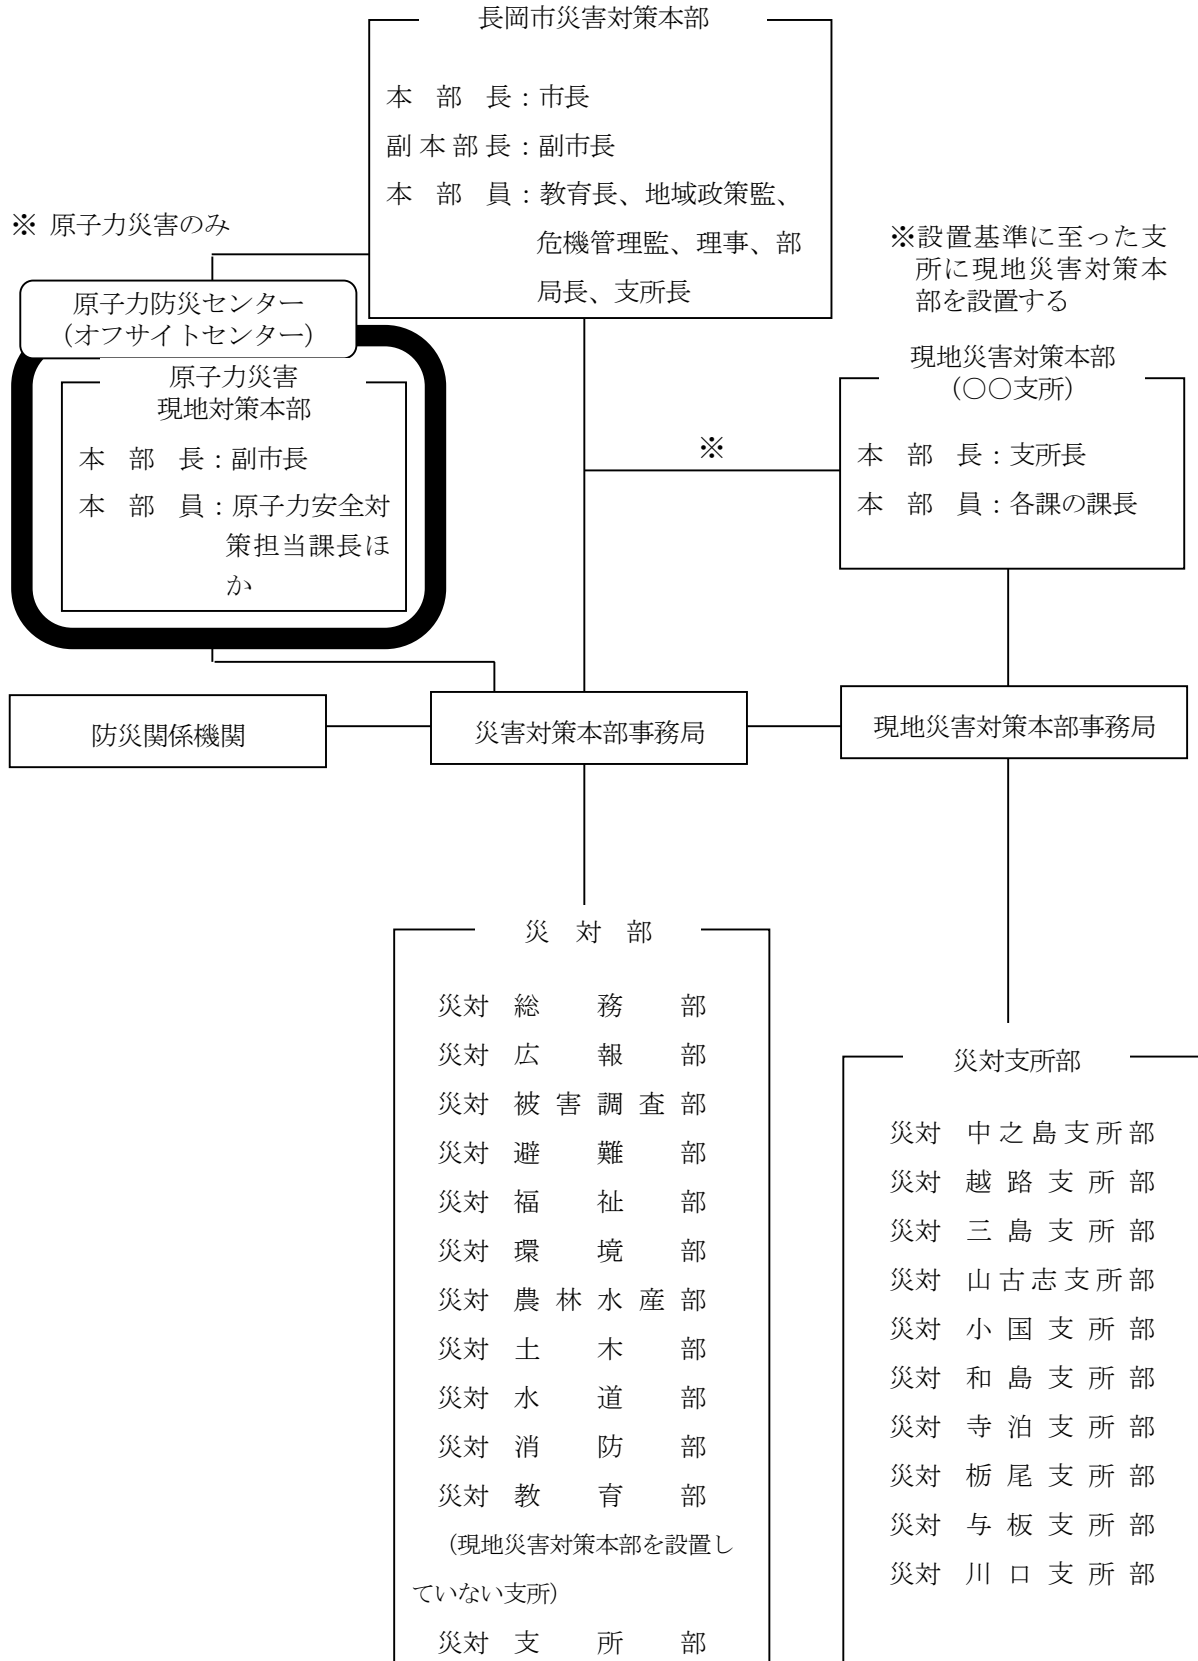 長岡市災害対策本部
本 部 長：市長
副本部長：副市長
本 部 員：教育長、地域政策監、
危機管理監、理事、部
局長、支所長
※ 原子力災害のみ
原子力防災センター
（オフサイトセンター）
原子力災害
現地対策本部
本 部 長：副市長
本 部 員：原子力安全対
策担当課長ほ
か
※設置基準に至った支
所に現地災害対策本
部を設置する
現地災害対策本部
（○○支所）
本 部 長：支所長
本 部 員：各課の課長
※
防災関係機関
災害対策本部事務局
現地災害対策本部事務局
災 対 部
災対 総務部
災対 広報部
災対 被害調査部
災対 避難部
災対 福祉部
災対 環境部
災対 農林水産部
災対 土木部
災対 水道部
災対 消防部
災対 教育部
（現地災害対策本部を設置し
ていない支所）
災対 支所部
災対支所部
災対 中之島支所部
災対 越路支所部
災対 三島支所部
災対 山古志支所部
災対 小国支所部
災対 和島支所部
災対 寺泊支所部
災対 栃尾支所部
災対 与板支所部
災対 川口支所部